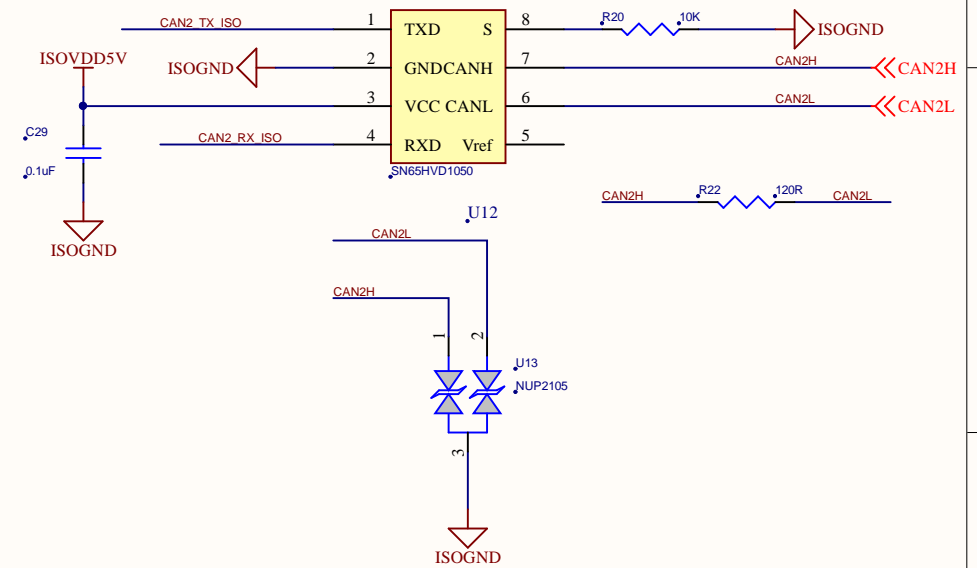 CAN2_TX_ISO
1
TXD
S
8
R20
10K
ISOGND
ISOVDD5V
ISOGND
2
GND
CANH
7
CAN2H
CAN2H
3
VCC
CANL
6
CAN2L
CAN2L
C29
0.1uF
CAN2_RX_ISO
4
RXD
Vref
5
SN65HVD1050
U12
CAN2H
R22
120R
CAN2L
ISOGND
CAN2L
CAN2H
1
2
U13
NUP2105
3
ISOGND